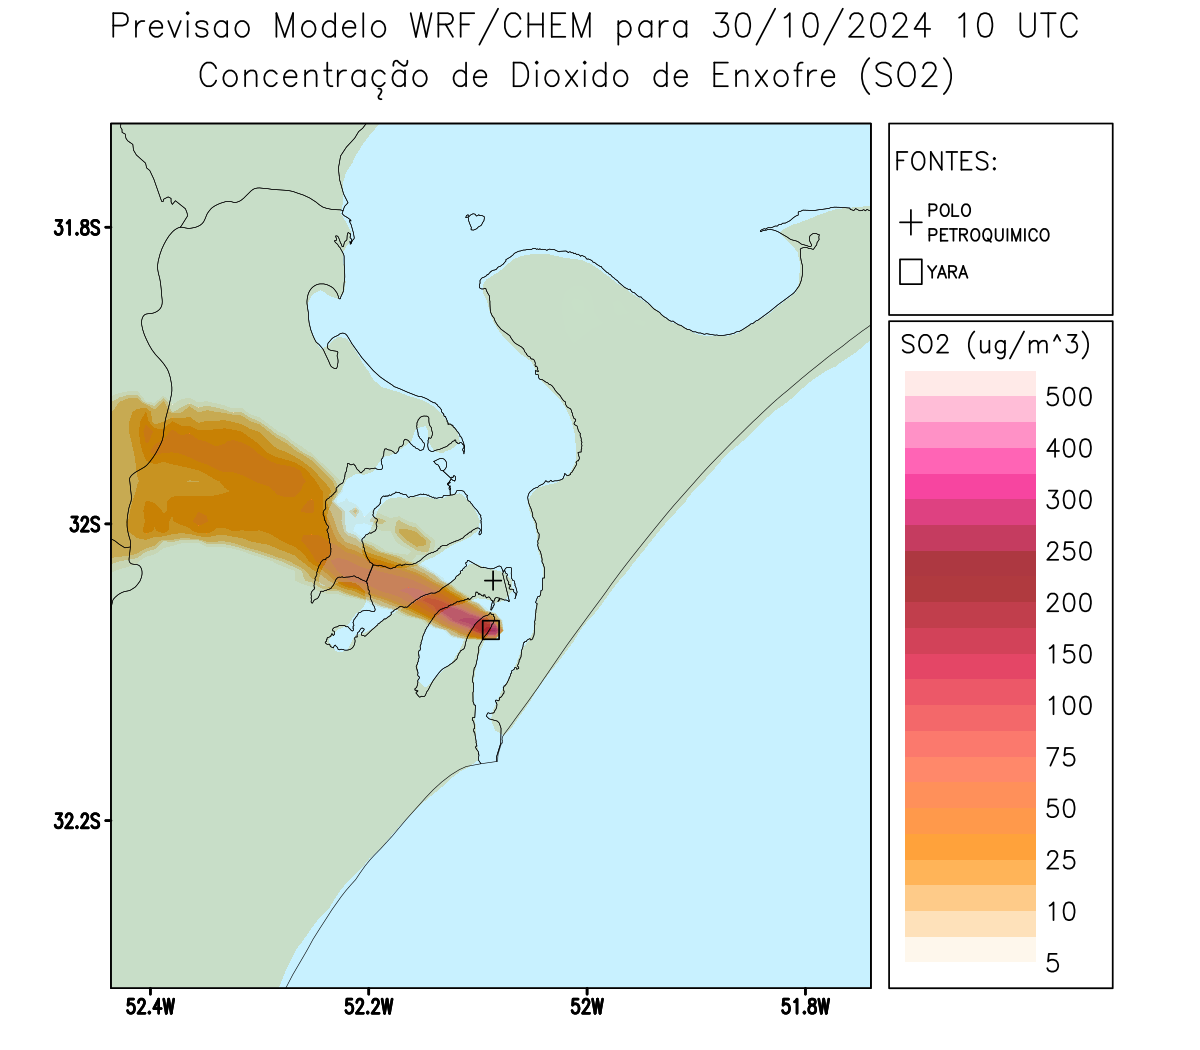 Previsao Modelo WRF/CHEM para 30/10/2024 10 UTC
Concentração de Dioxido de Enxofre (SO2)
FONTES:
POLO
PETROQUIMICO
YARA
31.8S
32S
32.2S
52.4W
52.2W
52W
51.8W
SO2 (ug/m^3)
500
400
300
250
200
150
100
75
50
25
10
5